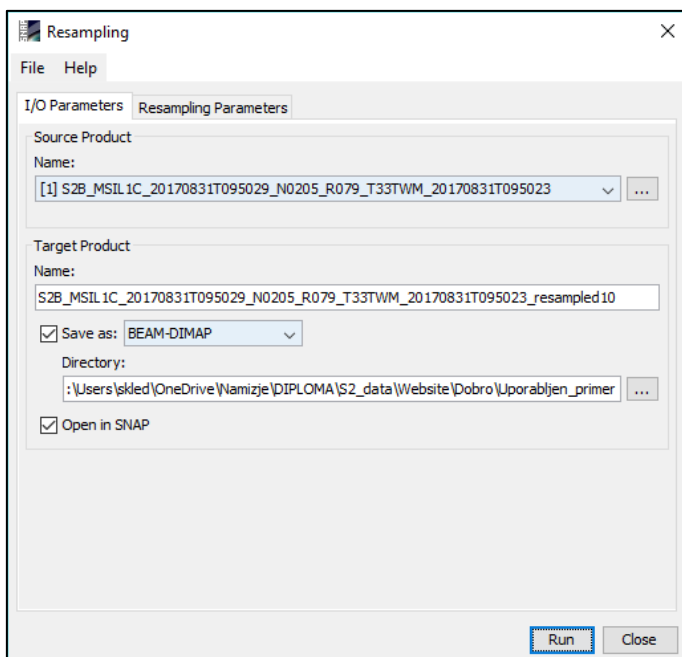 Resampling
File Help
I/O Parameters Resampling Parameters
Source Product
Name:
[1] S2B_MSIL1C_20170831T095029_N0205_R079_T33TWM_20170831T095023
...
Target Product
Name:
S2B_MSIL1C_20170831T095029_N0205_R079_T33TWM_20170831T095023_resampled10
Save as: BEAM-DIMAP
Directory:
:\Users\skled\OneDrive\Namizje\DIPLOMA\S2_data\Website\Dobro\Uporabljen_primer
...
Open in SNAP
Run Close